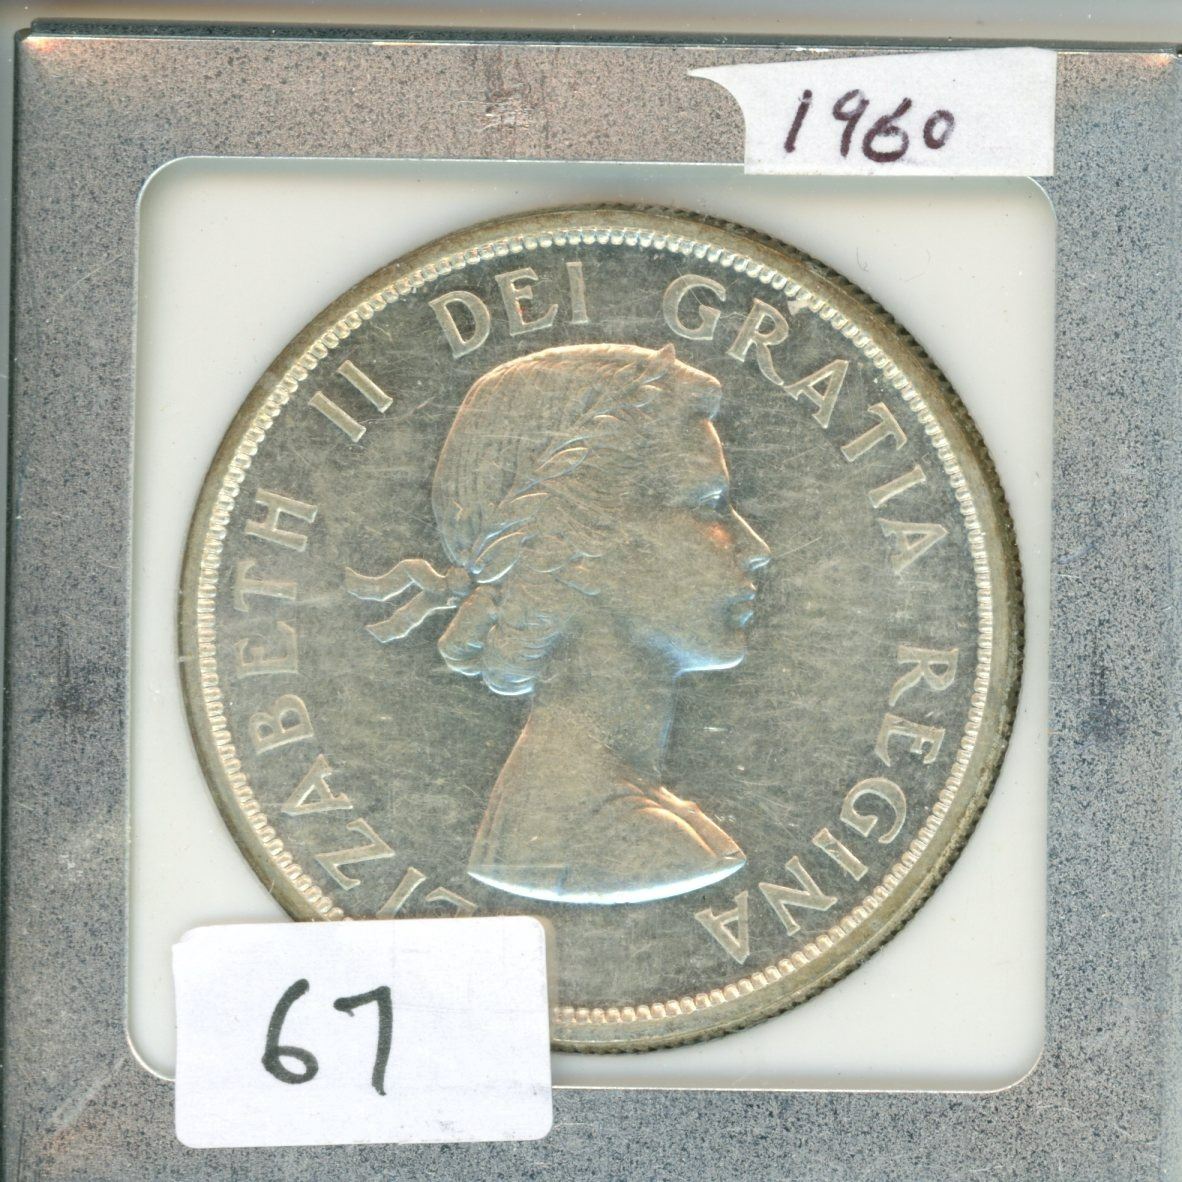 1960
ELIZABETH II DEI GRATIA REGINA
67